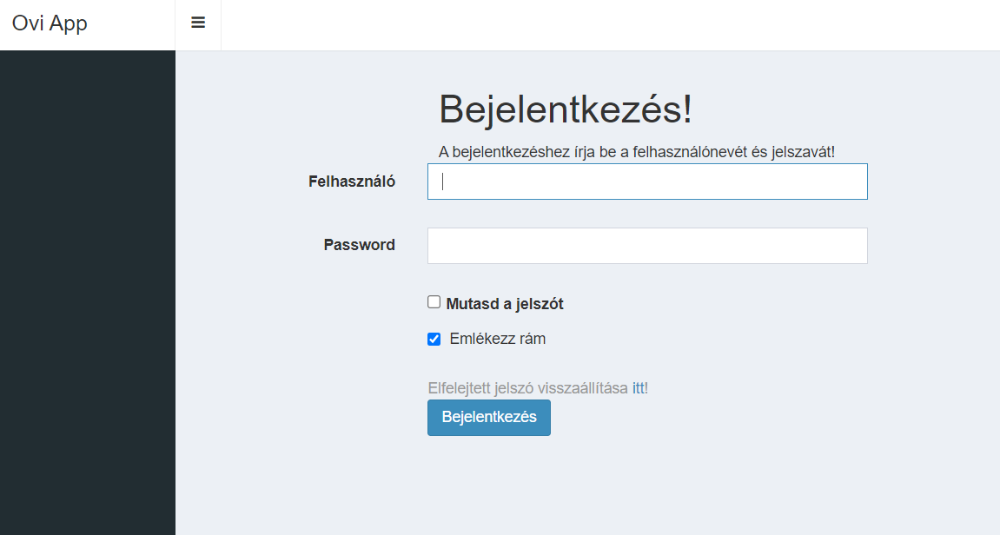 Ovi App
Bejelentkezés!
A bejelentkezéshez írja be a felhasználónevét és jelszavát!
Felhasználó
Password
Mutasd a jelszót
Emlékezz rám
Elfelejtett jelszó visszaállítása itt!
Bejelentkezés